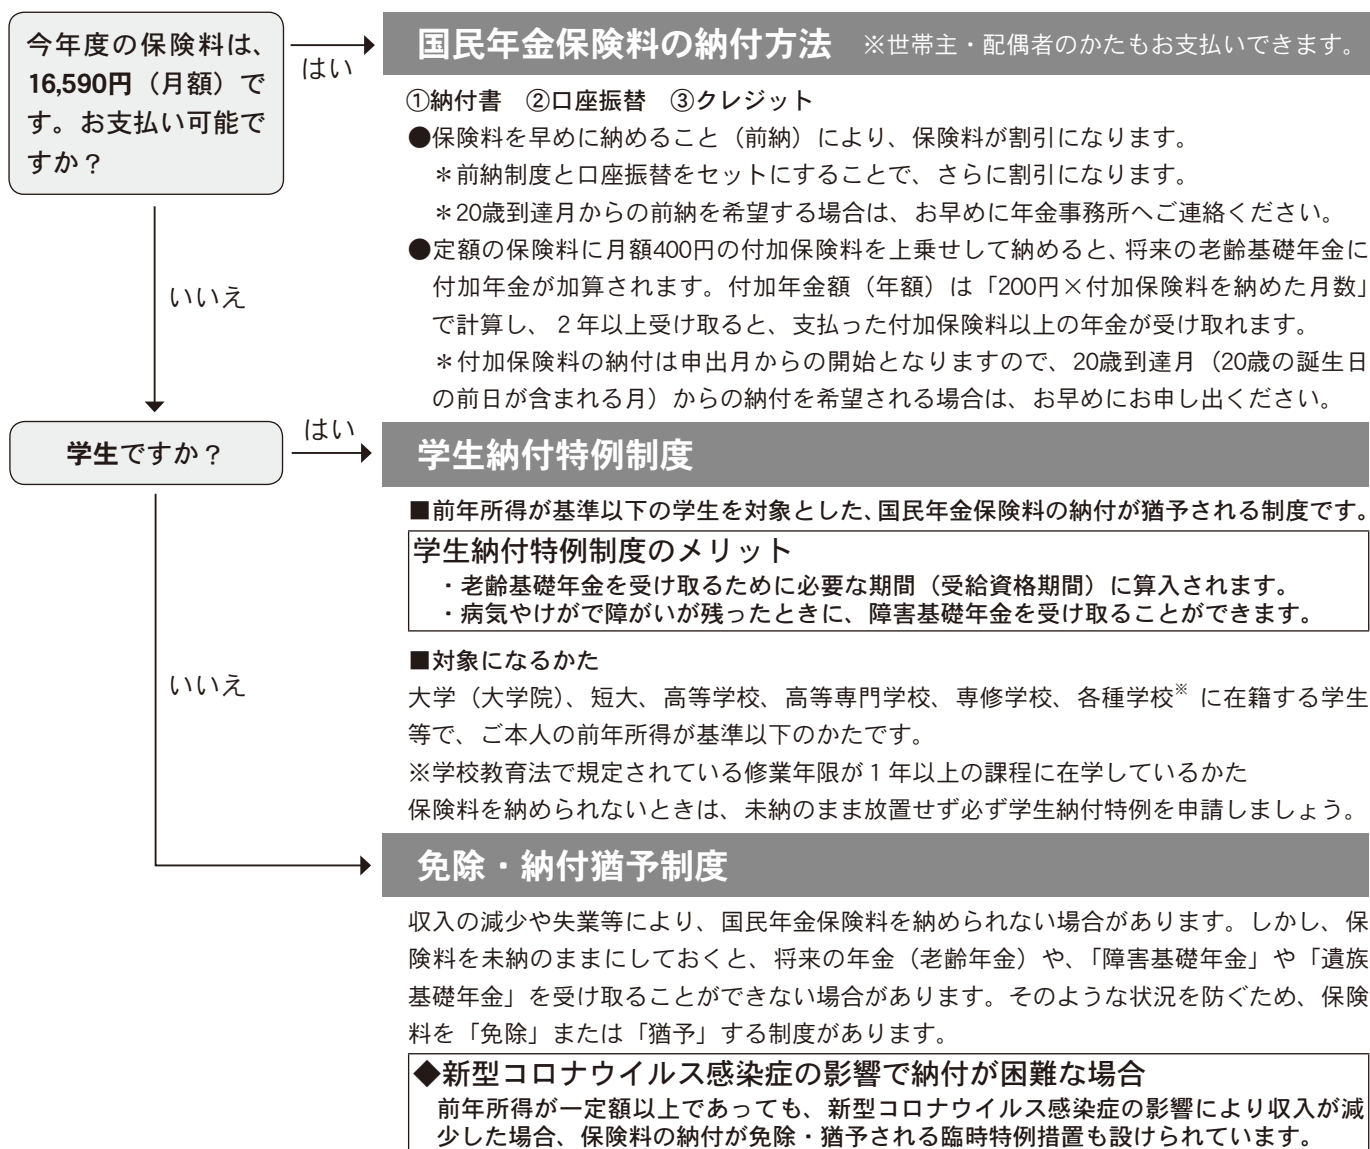 今年度の保険料は、
16,590円（月額）で
す。お支払い可能で
すか？
はい
国民年金保険料の納付方法　※世帯主・配偶者のかたもお支払いできます。
①納付書　②口座振替　③クレジット
●保険料を早めに納めること（前納）により、保険料が割引になります。
＊前納制度と口座振替をセットにすることで、さらに割引になります。
＊20歳到達月からの前納を希望する場合は、お早めに年金事務所へご連絡ください。
●定額の保険料に月額400円の付加保険料を上乗せして納めると、将来の老齢基礎年金に
付加年金が加算されます。付加年金額（年額）は「200円×付加保険料を納めた月数」
で計算し、２年以上受け取ると、支払った付加保険料以上の年金が受け取れます。
＊付加保険料の納付は申出月からの開始となりますので、20歳到達月（20歳の誕生日
の前日が含まれる月）からの納付を希望される場合は、お早めにお申し出ください。
いいえ
学生ですか？
はい
学生納付特例制度
■前年所得が基準以下の学生を対象とした、国民年金保険料の納付が猶予される制度です。
学生納付特例制度のメリット
・老齢基礎年金を受け取るために必要な期間（受給資格期間）に算入されます。
・病気やけがで障がいが残ったときに、障害基礎年金を受け取ることができます。
■対象になるかた
大学（大学院）、短大、高等学校、高等専門学校、専修学校、各種学校※ に在籍する学生
等で、ご本人の前年所得が基準以下のかたです。
※学校教育法で規定されている修業年限が１年以上の課程に在学しているかた
保険料を納められないときは、未納のまま放置せず必ず学生納付特例を申請しましょう。
いいえ
免除・納付猶予制度
収入の減少や失業等により、国民年金保険料を納められない場合があります。しかし、保
険料を未納のままにしておくと、将来の年金（老齢年金）や、「障害基礎年金」や「遺族
基礎年金」を受け取ることができない場合があります。そのような状況を防ぐため、保険
料を「免除」または「猶予」する制度があります。
◆新型コロナウイルス感染症の影響で納付が困難な場合
前年所得が一定額以上であっても、新型コロナウイルス感染症の影響により収入が減
少した場合、保険料の納付が免除・猶予される臨時特例措置も設けられています。